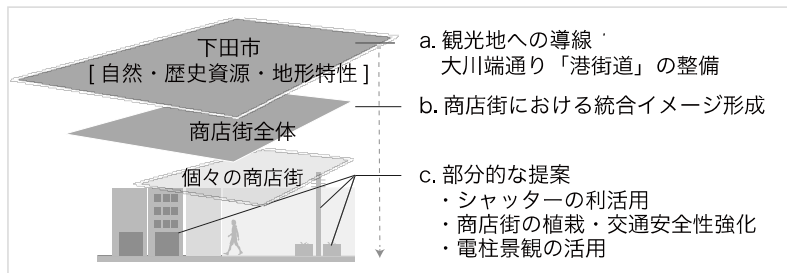 下田市
[ 自然・歴史資源・地形特性 ]
商店街全体
個々の商店街
a. 観光地への導線
大川端通り「港街道」の整備
b. 商店街における統合イメージ形成
c. 部分的な提案
・シャッターの利活用
・商店街の植栽・交通安全性強化
・電柱景観の活用